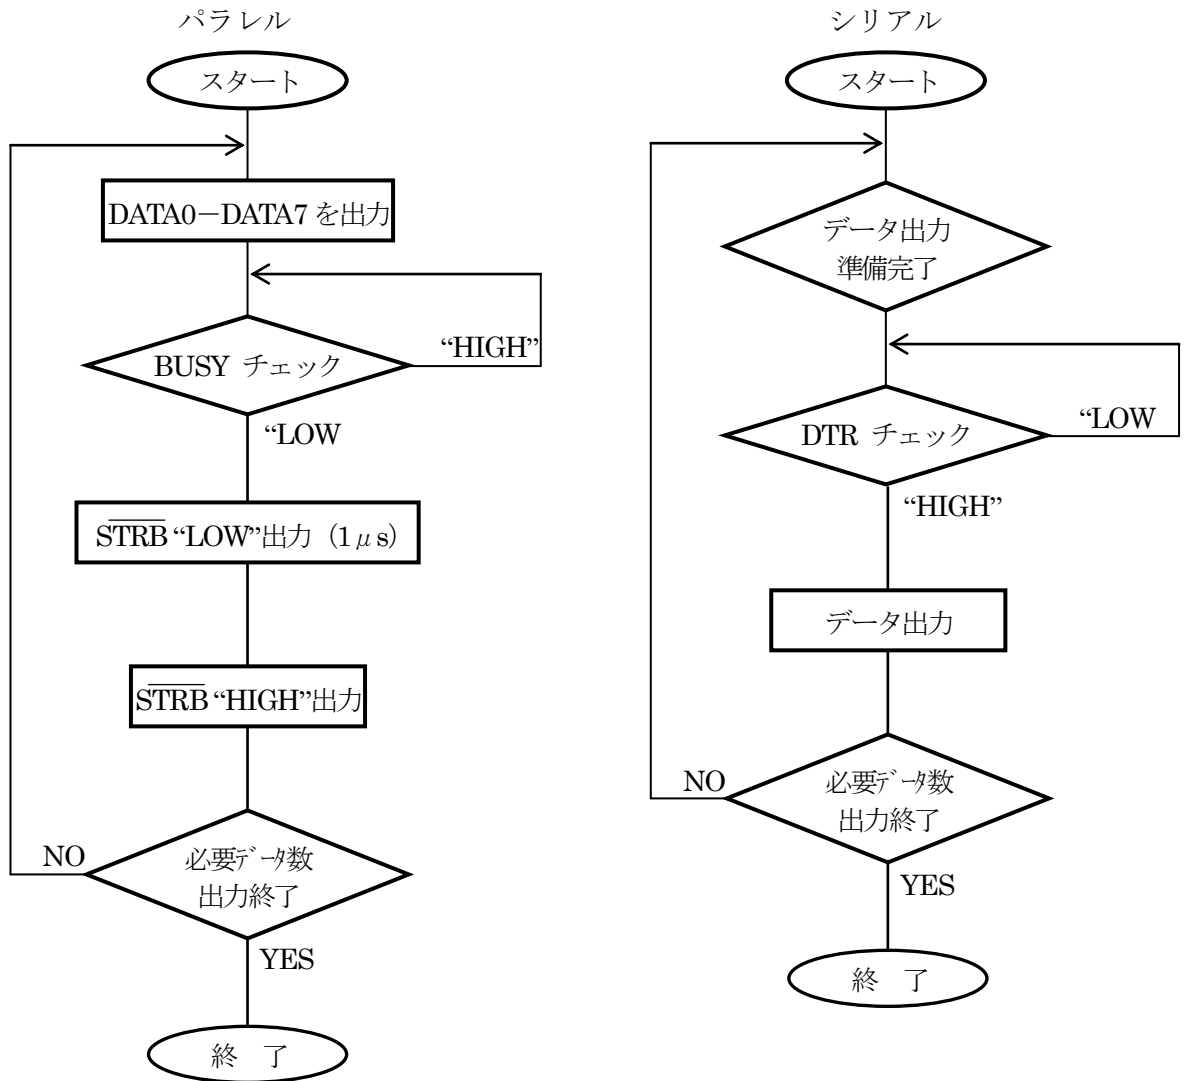 パラレル
スタート
DATA0－DATA7 を出力
BUSY チェック
“HIGH”
“LOW
S̅T̅R̅B̅ “LOW”出力（1μs）
S̅T̅R̅B̅ “HIGH”出力
必要データ数
出力終了
NO
YES
終 了
シリアル
スタート
データ出力
準備完了
DTR チェック
“LOW
“HIGH”
データ出力
必要データ数
出力終了
NO
YES
終 了